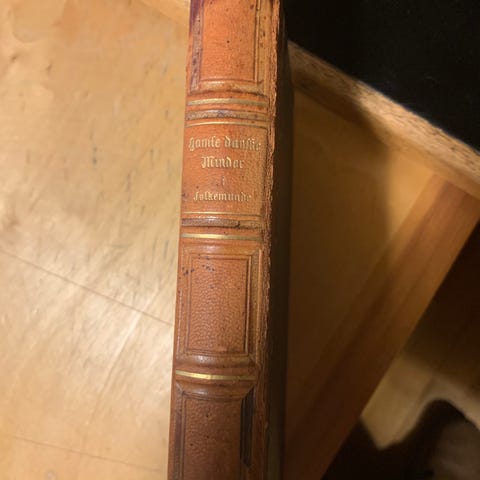 Gamle danske
Minder
i
Folkemunde